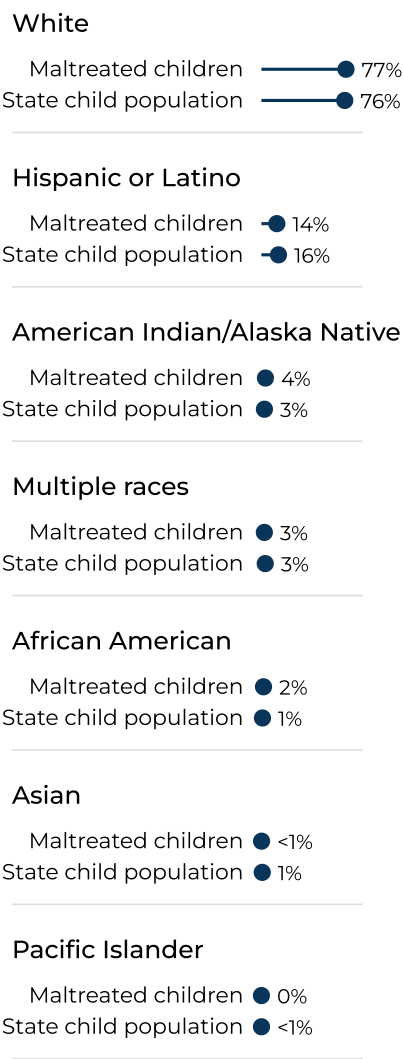 White
Maltreated children 77%
State child population 76%
Hispanic or Latino
Maltreated children 14%
State child population 16%
American Indian/Alaska Native
Maltreated children 4%
State child population 3%
Multiple races
Maltreated children 3%
State child population 3%
African American
Maltreated children 2%
State child population 1%
Asian
Maltreated children <1%
State child population 1%
Pacific Islander
Maltreated children 0%
State child population <1%